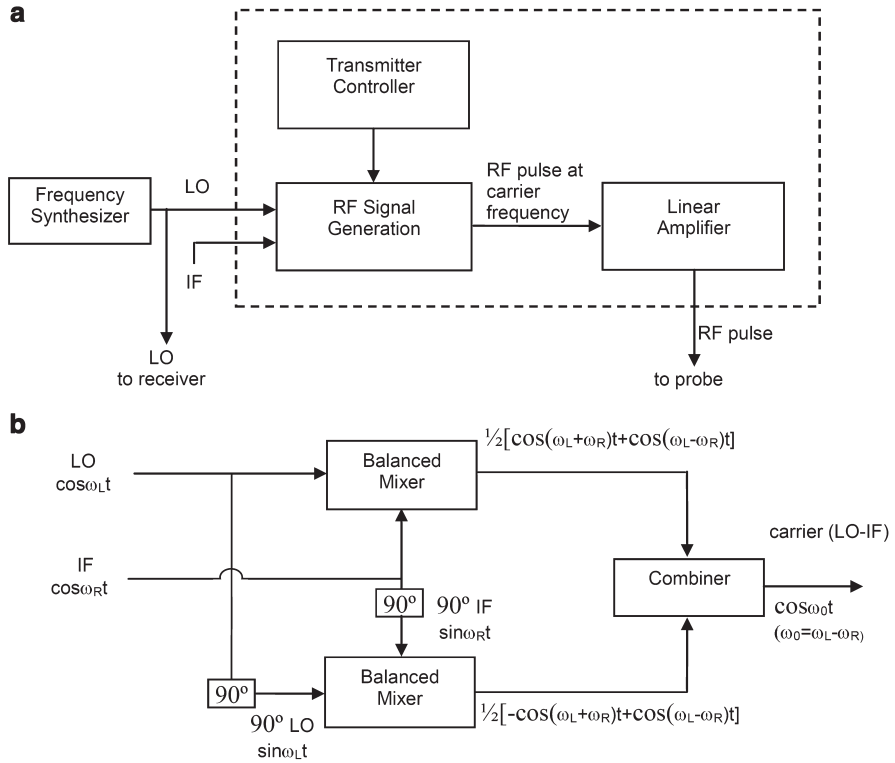 a
Transmitter
Controller
Frequency
Synthesizer
LO
RF Signal
Generation
RF pulse at
carrier
frequency
Linear
Amplifier
IF
LO
to receiver
RF pulse
to probe
b
LO
cosωLt
Balanced
Mixer
½[cos(ωL+ωR)t+cos(ωL-ωR)t]
carrier (LO-IF)
IF
cosωRt
Combiner
cosω0t
(ω0=ωL-ωR)
90º
90º IF
sinωRt
90º
90º LO
sinωLt
Balanced
Mixer
½[-cos(ωL+ωR)t+cos(ωL-ωR)t]